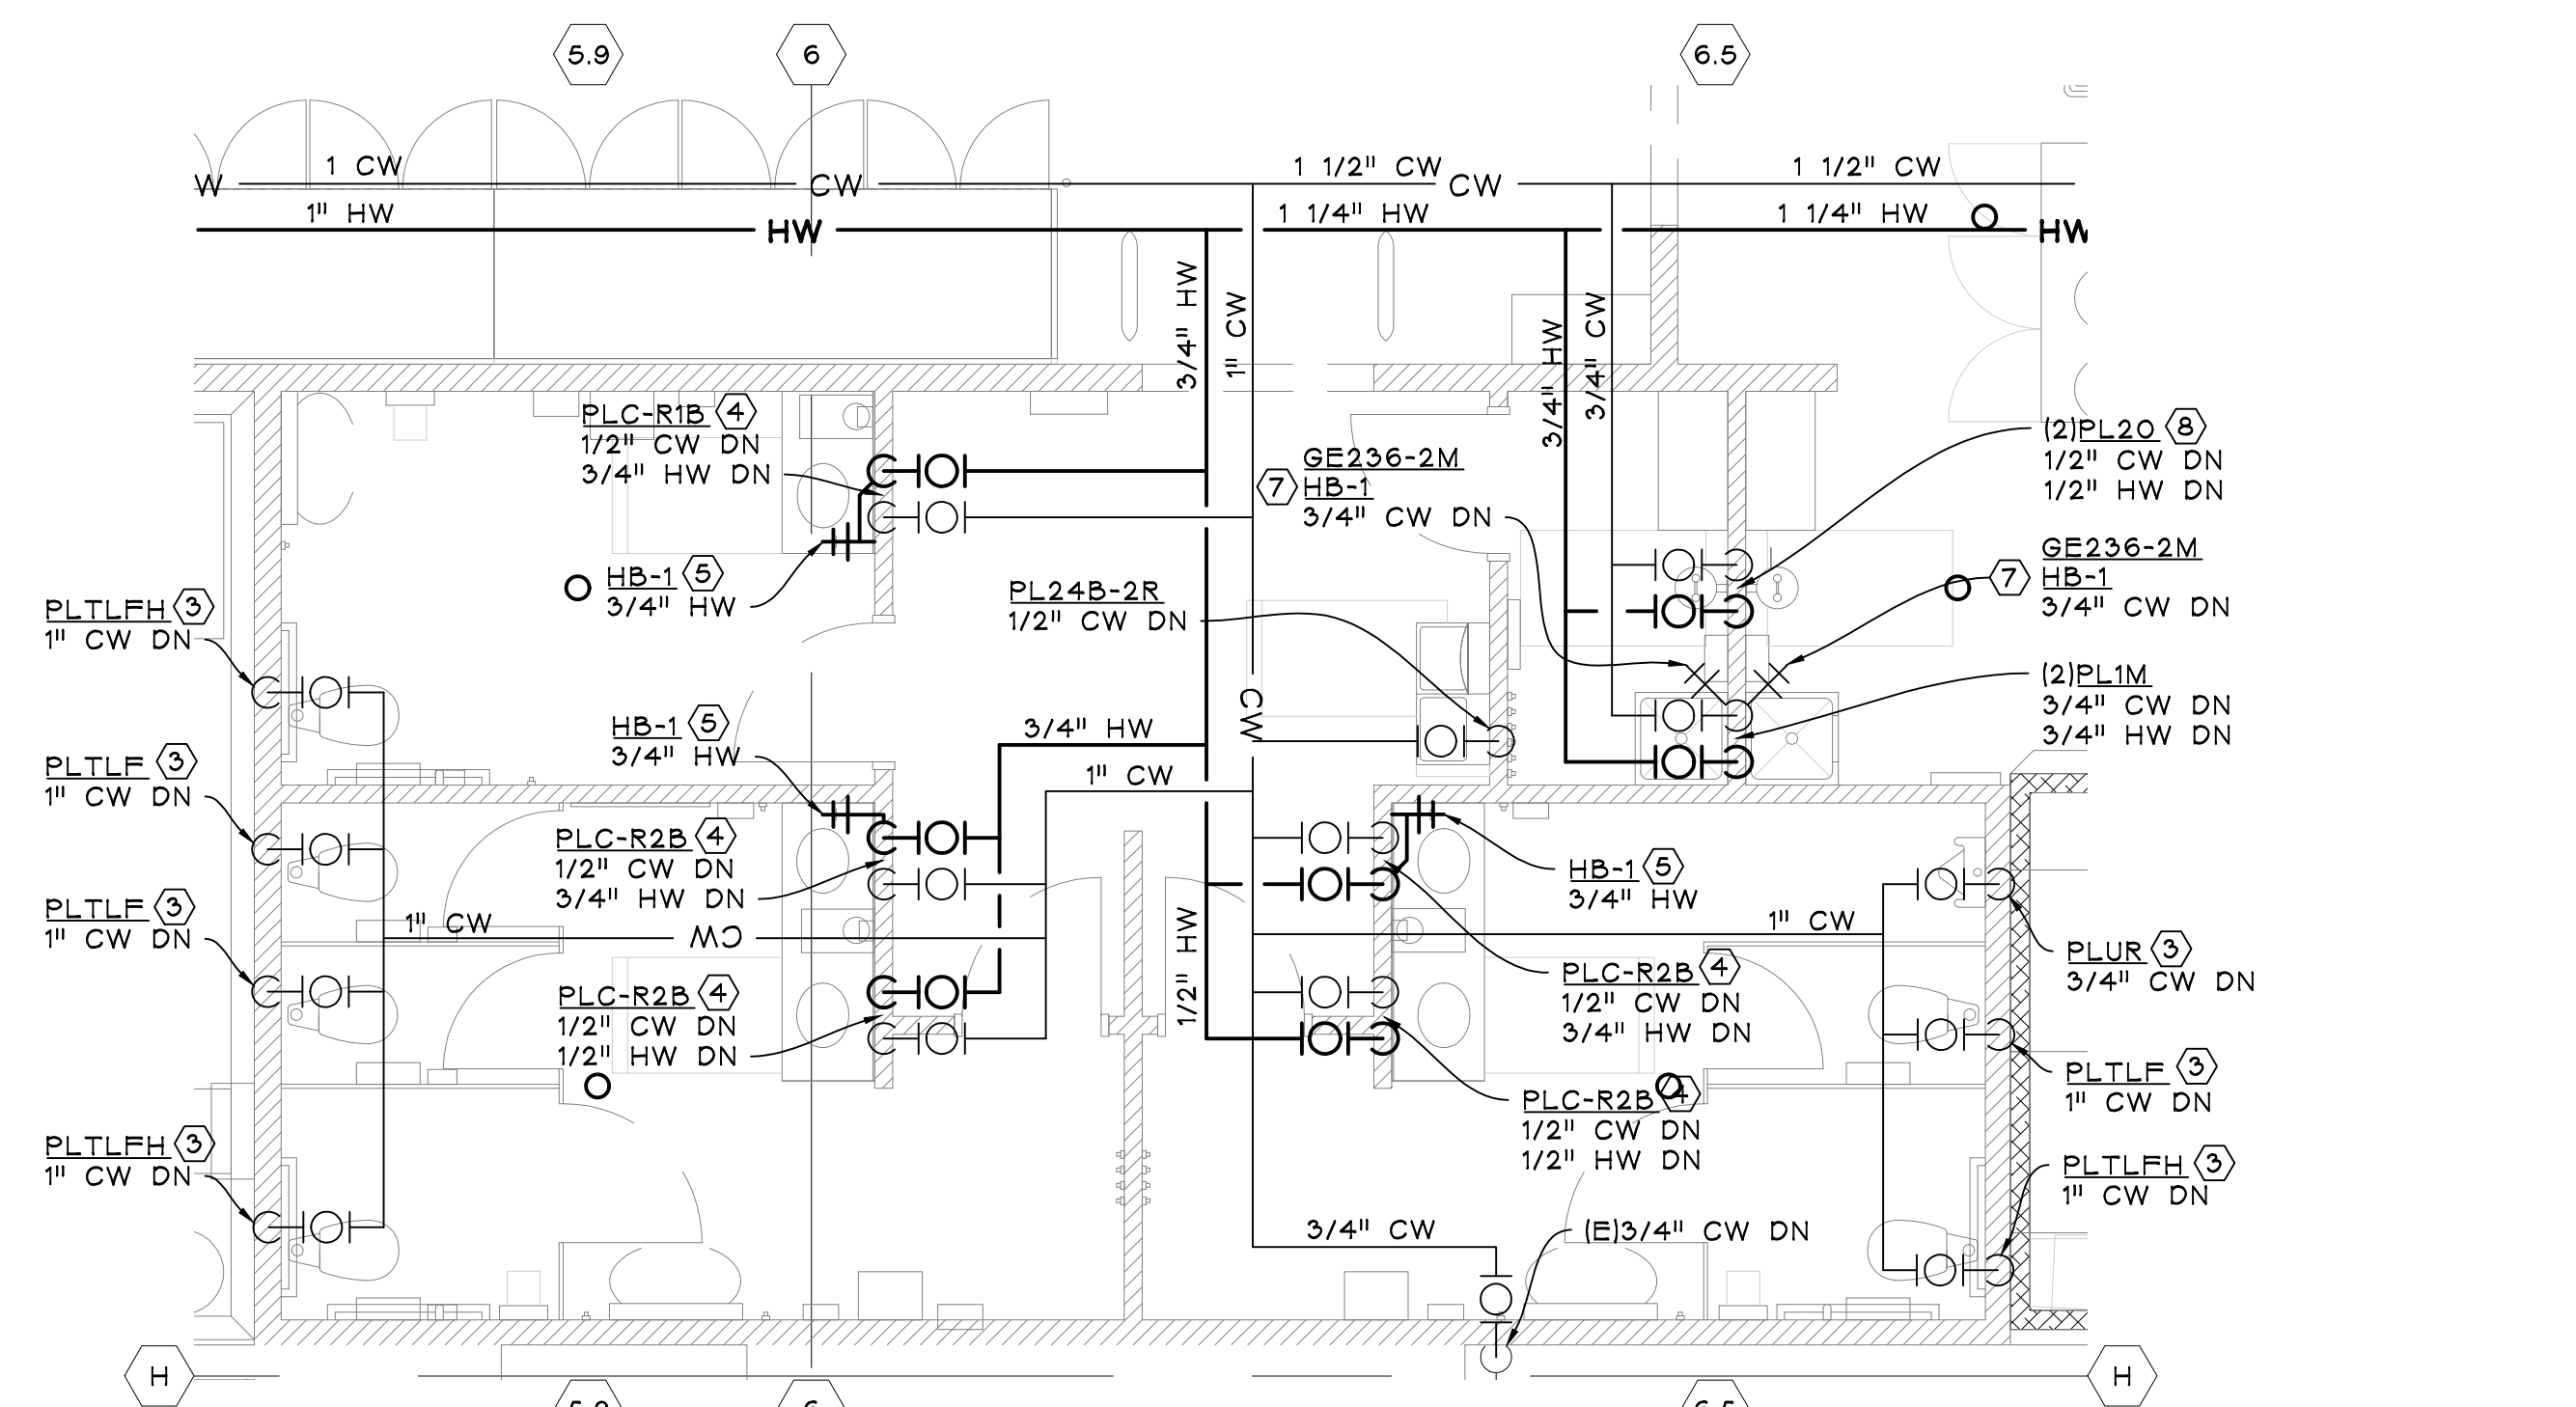 5.9
6
6.5
1 CW
1 1/2" CW
1 1/2" CW
W
CW
CW
1" HW
1 1/4" HW
1 1/4" HW
HW
HW
3/4" HW
1" CW
3/4" HW
3/4" CW
PLC-R1B 4
1/2" CW DN
3/4" HW DN
GE236-2M
7 HB-1
3/4" CW DN
(2)PL20 8
1/2" CW DN
1/2" HW DN
HB-1 5
3/4" HW
GE236-2M
7 HB-1
3/4" CW DN
PL24B-2R
1/2" CW DN
PLTLFH 3
1" CW DN
(2)PL1M
3/4" CW DN
3/4" HW DN
HB-1 5
3/4" HW
3/4" HW
CW
1" CW
PLTLF 3
1" CW DN
PLC-R2B 4
1/2" CW DN
3/4" HW DN
HB-1 5
3/4" HW
PLTLF 3
1" CW DN
1" CW
CW
1/2" HW
1" CW
PLUR 3
3/4" CW DN
PLC-R2B 4
1/2" CW DN
3/4" HW DN
PLC-R2B 4
1/2" CW DN
1/2" HW DN
PLTLF 3
1" CW DN
PLC-R2B 4
1/2" CW DN
1/2" HW DN
PLTLFH 3
1" CW DN
PLTLFH 3
1" CW DN
3/4" CW
(E)3/4" CW DN
H
H
5.9
6
6.5